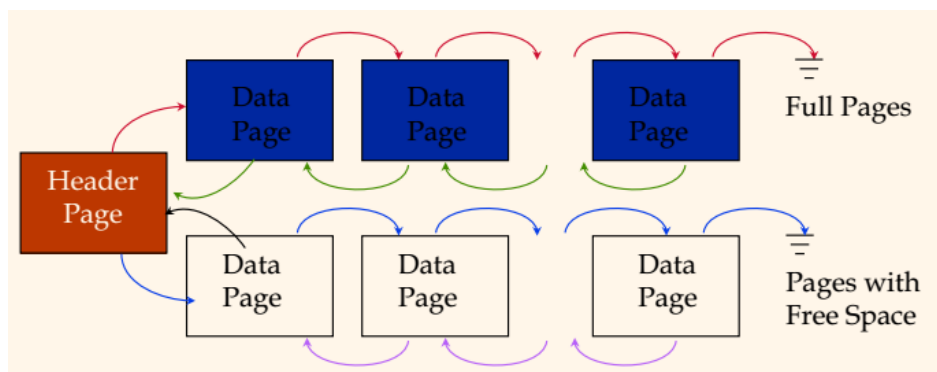 Data
Page
Data
Page
Data
Page
Full Pages
Header
Page
Data
Page
Data
Page
Data
Page
Pages with
Free Space